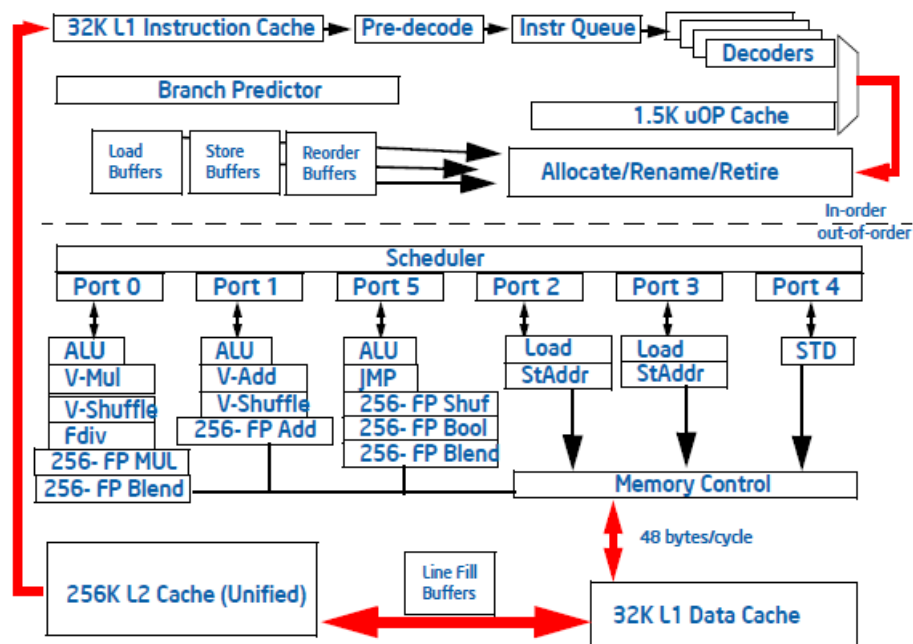 32K L1 Instruction Cache
Pre-decode
Instr Queue
Decoders
Branch Predictor
1.5K uOP Cache
Load
Buffers
Store
Buffers
Reorder
Buffers
Allocate/Rename/Retire
In-order
out-of-order
Scheduler
Port 0
Port 1
Port 5
Port 2
Port 3
Port 4
ALU
V-Mul
V-Shuffle
Fdiv
256- FP MUL
256- FP Blend
ALU
V-Add
V-Shuffle
256- FP Add
ALU
JMP
256- FP Shuf
256- FP Bool
256- FP Blend
Load
StAddr
Load
StAddr
STD
Memory Control
48 bytes/cycle
256K L2 Cache (Unified)
Line Fill
Buffers
32K L1 Data Cache